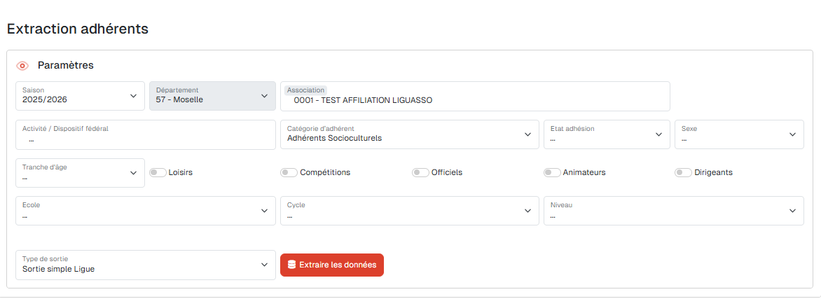 Extraction adhérents
Paramètres
Saison
2025/2026
Département
57 - Moselle
Association
0001 - TEST AFFILIATION LIGUASSO
Activité / Dispositif fédéral
...
Catégorie d'adhérent
Adhérents Socioculturels
Etat adhésion
...
Sexe
...
Tranche d'âge
...
Loisirs
Compétitions
Officiels
Animateurs
Dirigeants
Ecole
...
Cycle
...
Niveau
...
Type de sortie
Sortie simple Ligue
Extraire les données